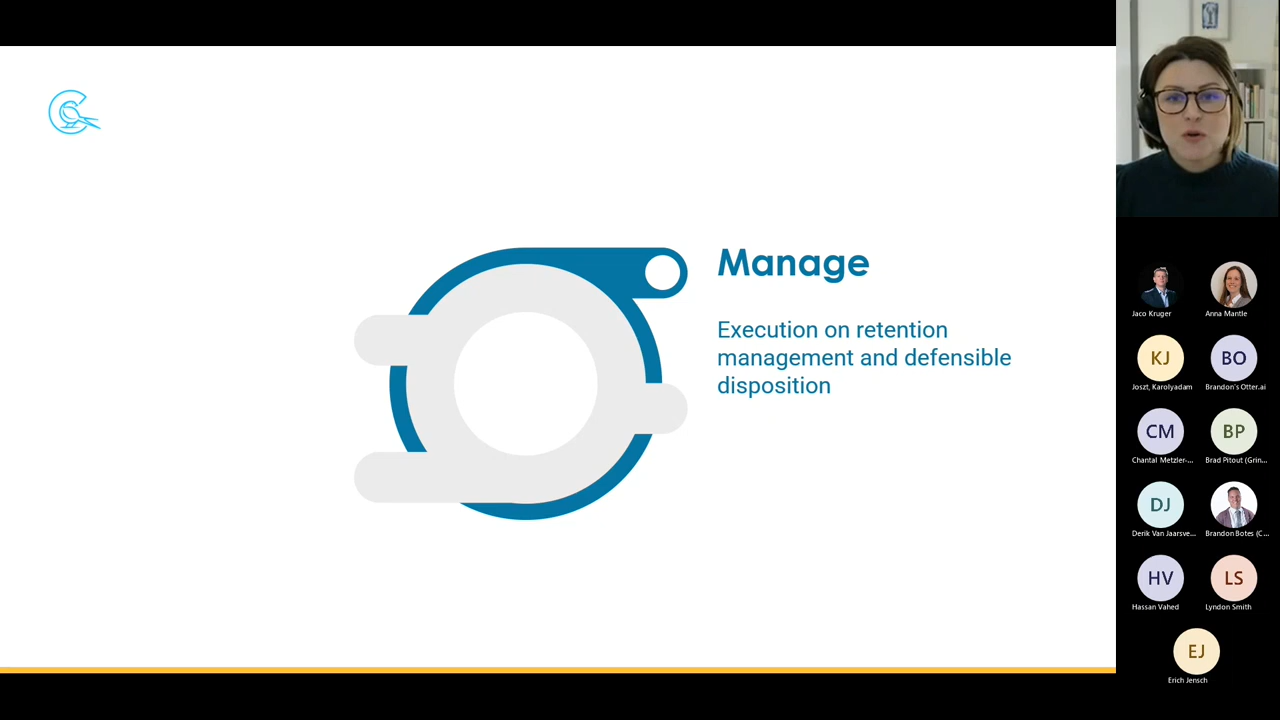 Manage
Execution on retention
management and defensible
disposition
Jaco Kruger
Anna Mantle
KJ
BO
Joszt, Karolyadam
Brandon's Otter.ai
CM
BP
Chantal Metzler-...
Brad Pitout (Grin...
DJ
Derik Van Jaarsve...
Brandon Botes (C...
HV
LS
Hassan Vahed
Lyndon Smith
EJ
Erich Jensch